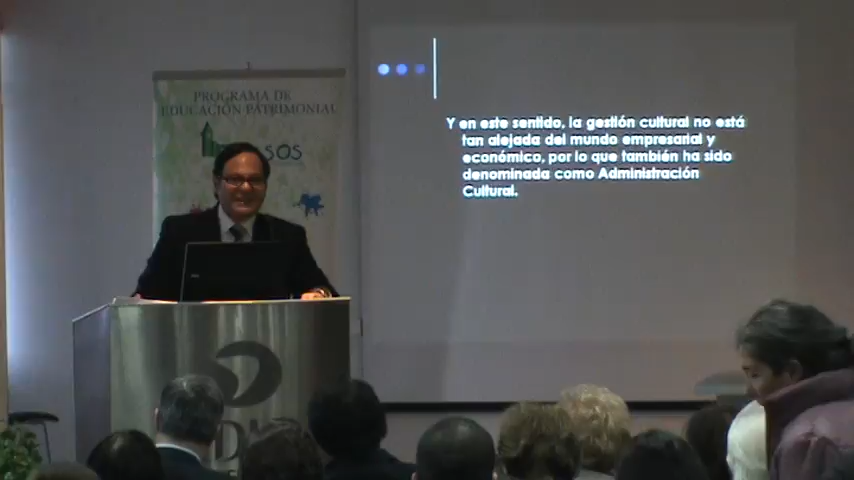 PROGRAMA DE
EDUCACIÓN PATRIMONIAL
SOS
Y en este sentido, la gestión cultural no está
tan alejada del mundo empresarial y
económico, por lo que también ha sido
denominada como Administración
Cultural.